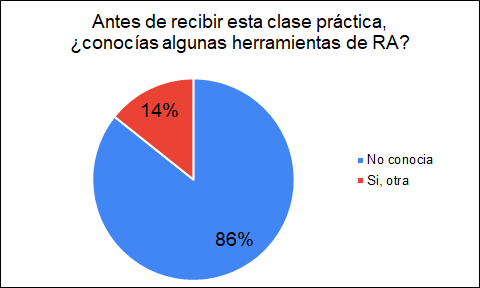 Antes de recibir esta clase práctica,
¿conocías algunas herramientas de RA?
14%
No conocia
Si, otra
86%